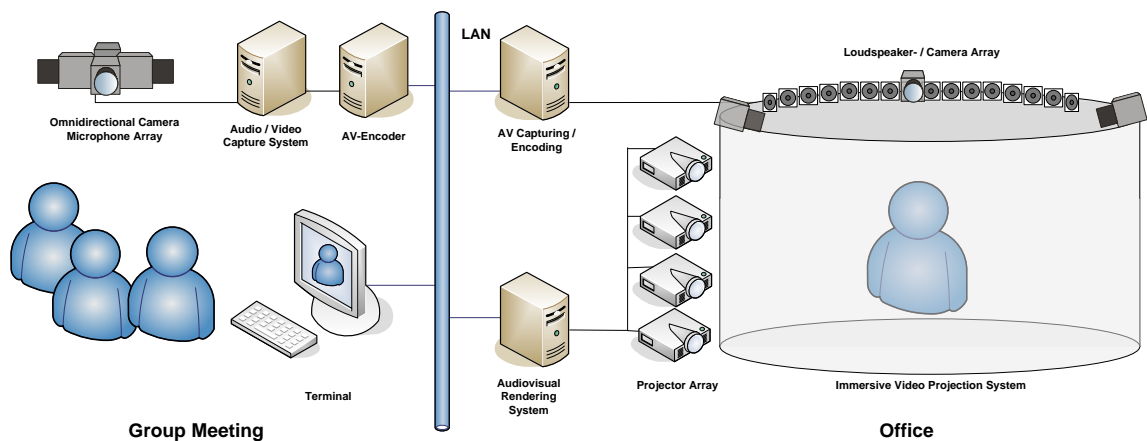 LAN
Loudspeaker- / Camera Array
Omnidirectional Camera
Microphone Array
Audio / Video
Capture System
AV-Encoder
AV Capturing /
Encoding
Terminal
Audiovisual
Rendering
System
Projector Array
Immersive Video Projection System
Group Meeting
Office